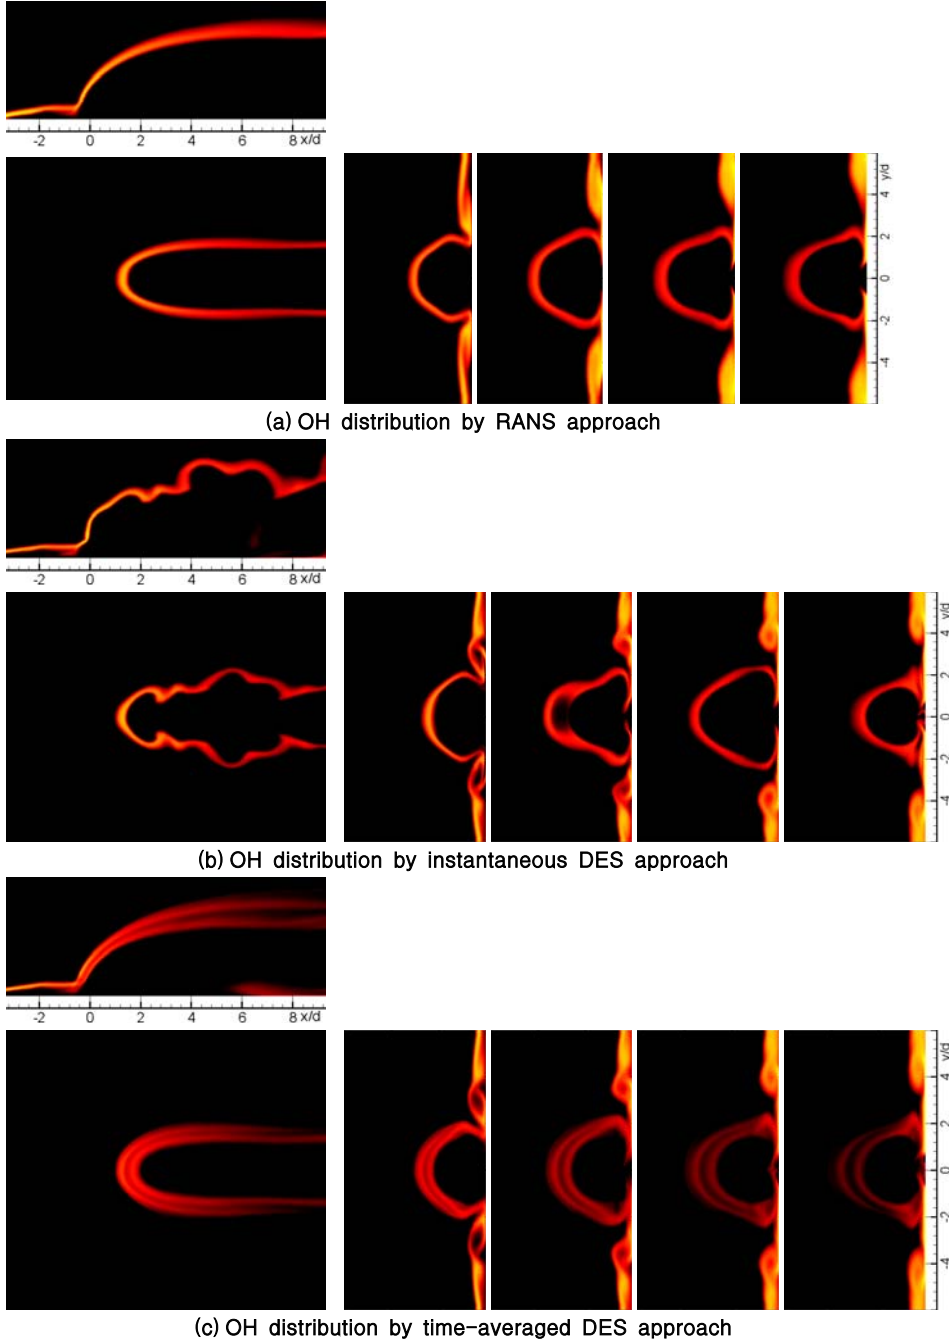 -2 0 2 4 6 8 x/d
y/d
4
2
0
-2
-4
(a) OH distribution by RANS approach
-2 0 2 4 6 8 x/d
y/d
4
2
0
-2
-4
(b) OH distribution by instantaneous DES approach
-2 0 2 4 6 8 x/d
y/d
4
2
0
-2
-4
(c) OH distribution by time-averaged DES approach